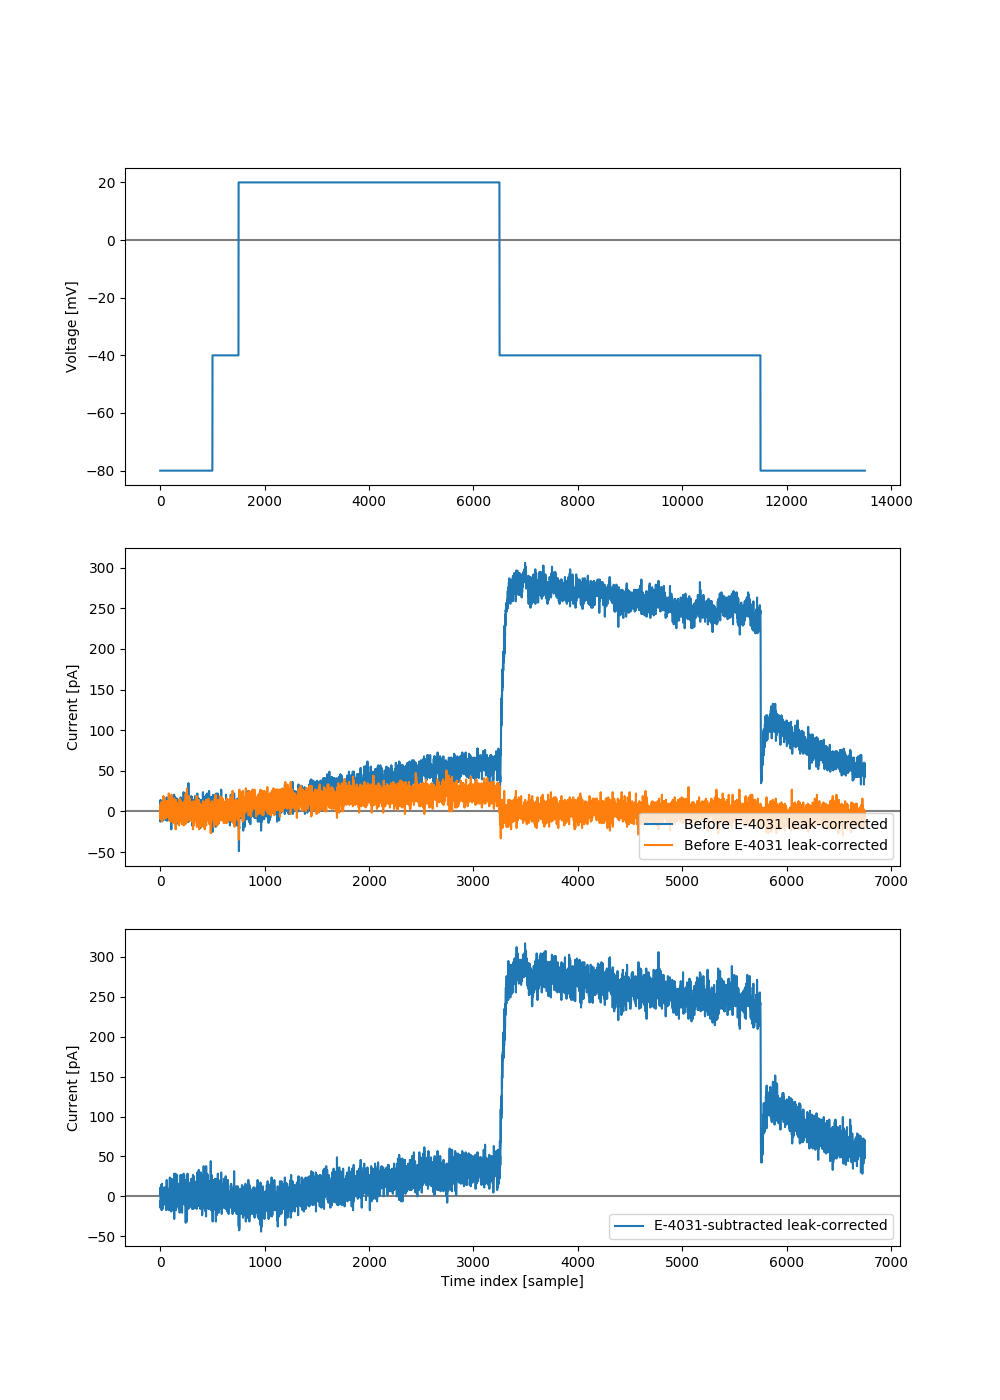 20
0
−20
−40
−60
−80
Voltage [mV]
0 2000 4000 6000 8000 10000 12000 14000
300
250
200
150
100
50
0
−50
Current [pA]
Before E-4031 leak-corrected
Before E-4031 leak-corrected
0 1000 2000 3000 4000 5000 6000 7000
300
250
200
150
100
50
0
−50
Current [pA]
E-4031-subtracted leak-corrected
0 1000 2000 3000 4000 5000 6000 7000
Time index [sample]